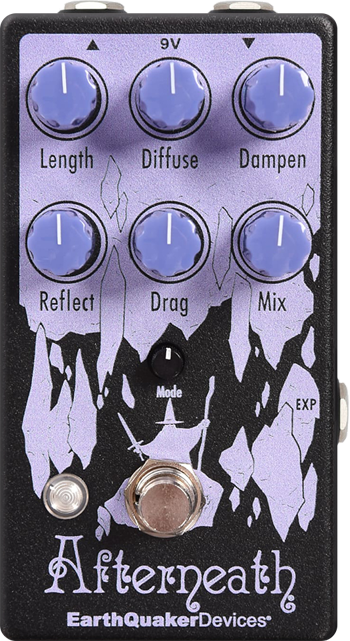 9V
Length Diffuse Dampen
Reflect Drag Mix
Mode
EXP
Afterneath
EarthQuakerDevices®